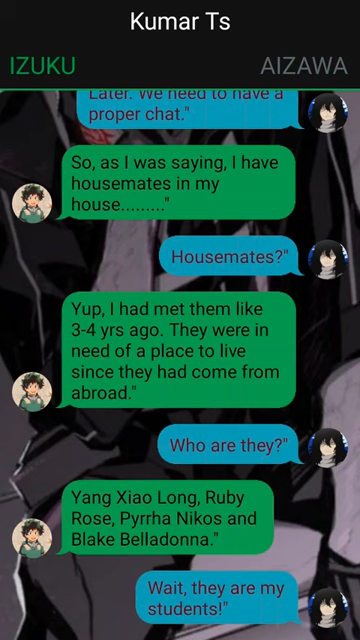 Kumar Ts
IZUKU AIZAWA
Later. We need to have a
proper chat."
So, as I was saying, I have
housemates in my
house........."
Housemates?"
Yup, I had met them like
3-4 yrs ago. They were in
need of a place to live
since they had come from
abroad."
Who are they?"
Yang Xiao Long, Ruby
Rose, Pyrrha Nikos and
Blake Belladonna."
Wait, they are my
students!"